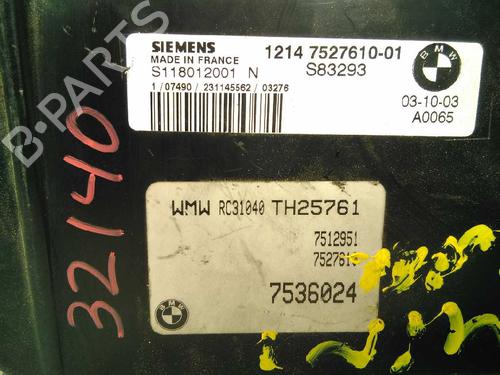 SIEMENS
MADE IN FRANCE
S118012001 N
1214 7527610-01
S83293
BMW
1/07490/231145562/03276
03-10-03
A0065
B-PARTS
32140
WMW RC31040 TH25761
7512951
7536024
BMW